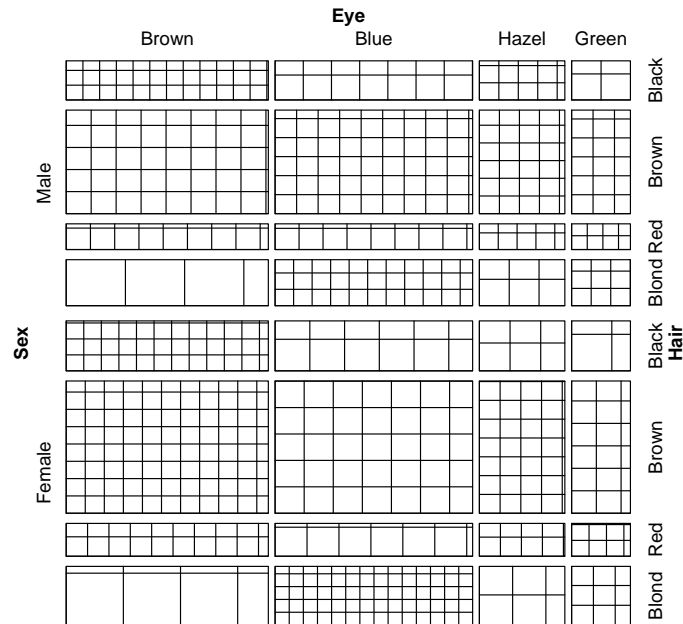 Eye
Brown Blue Hazel Green
Sex
Male
Female
Black
Brown
Red
Blond
Black
Brown
Red
Blond
Hair